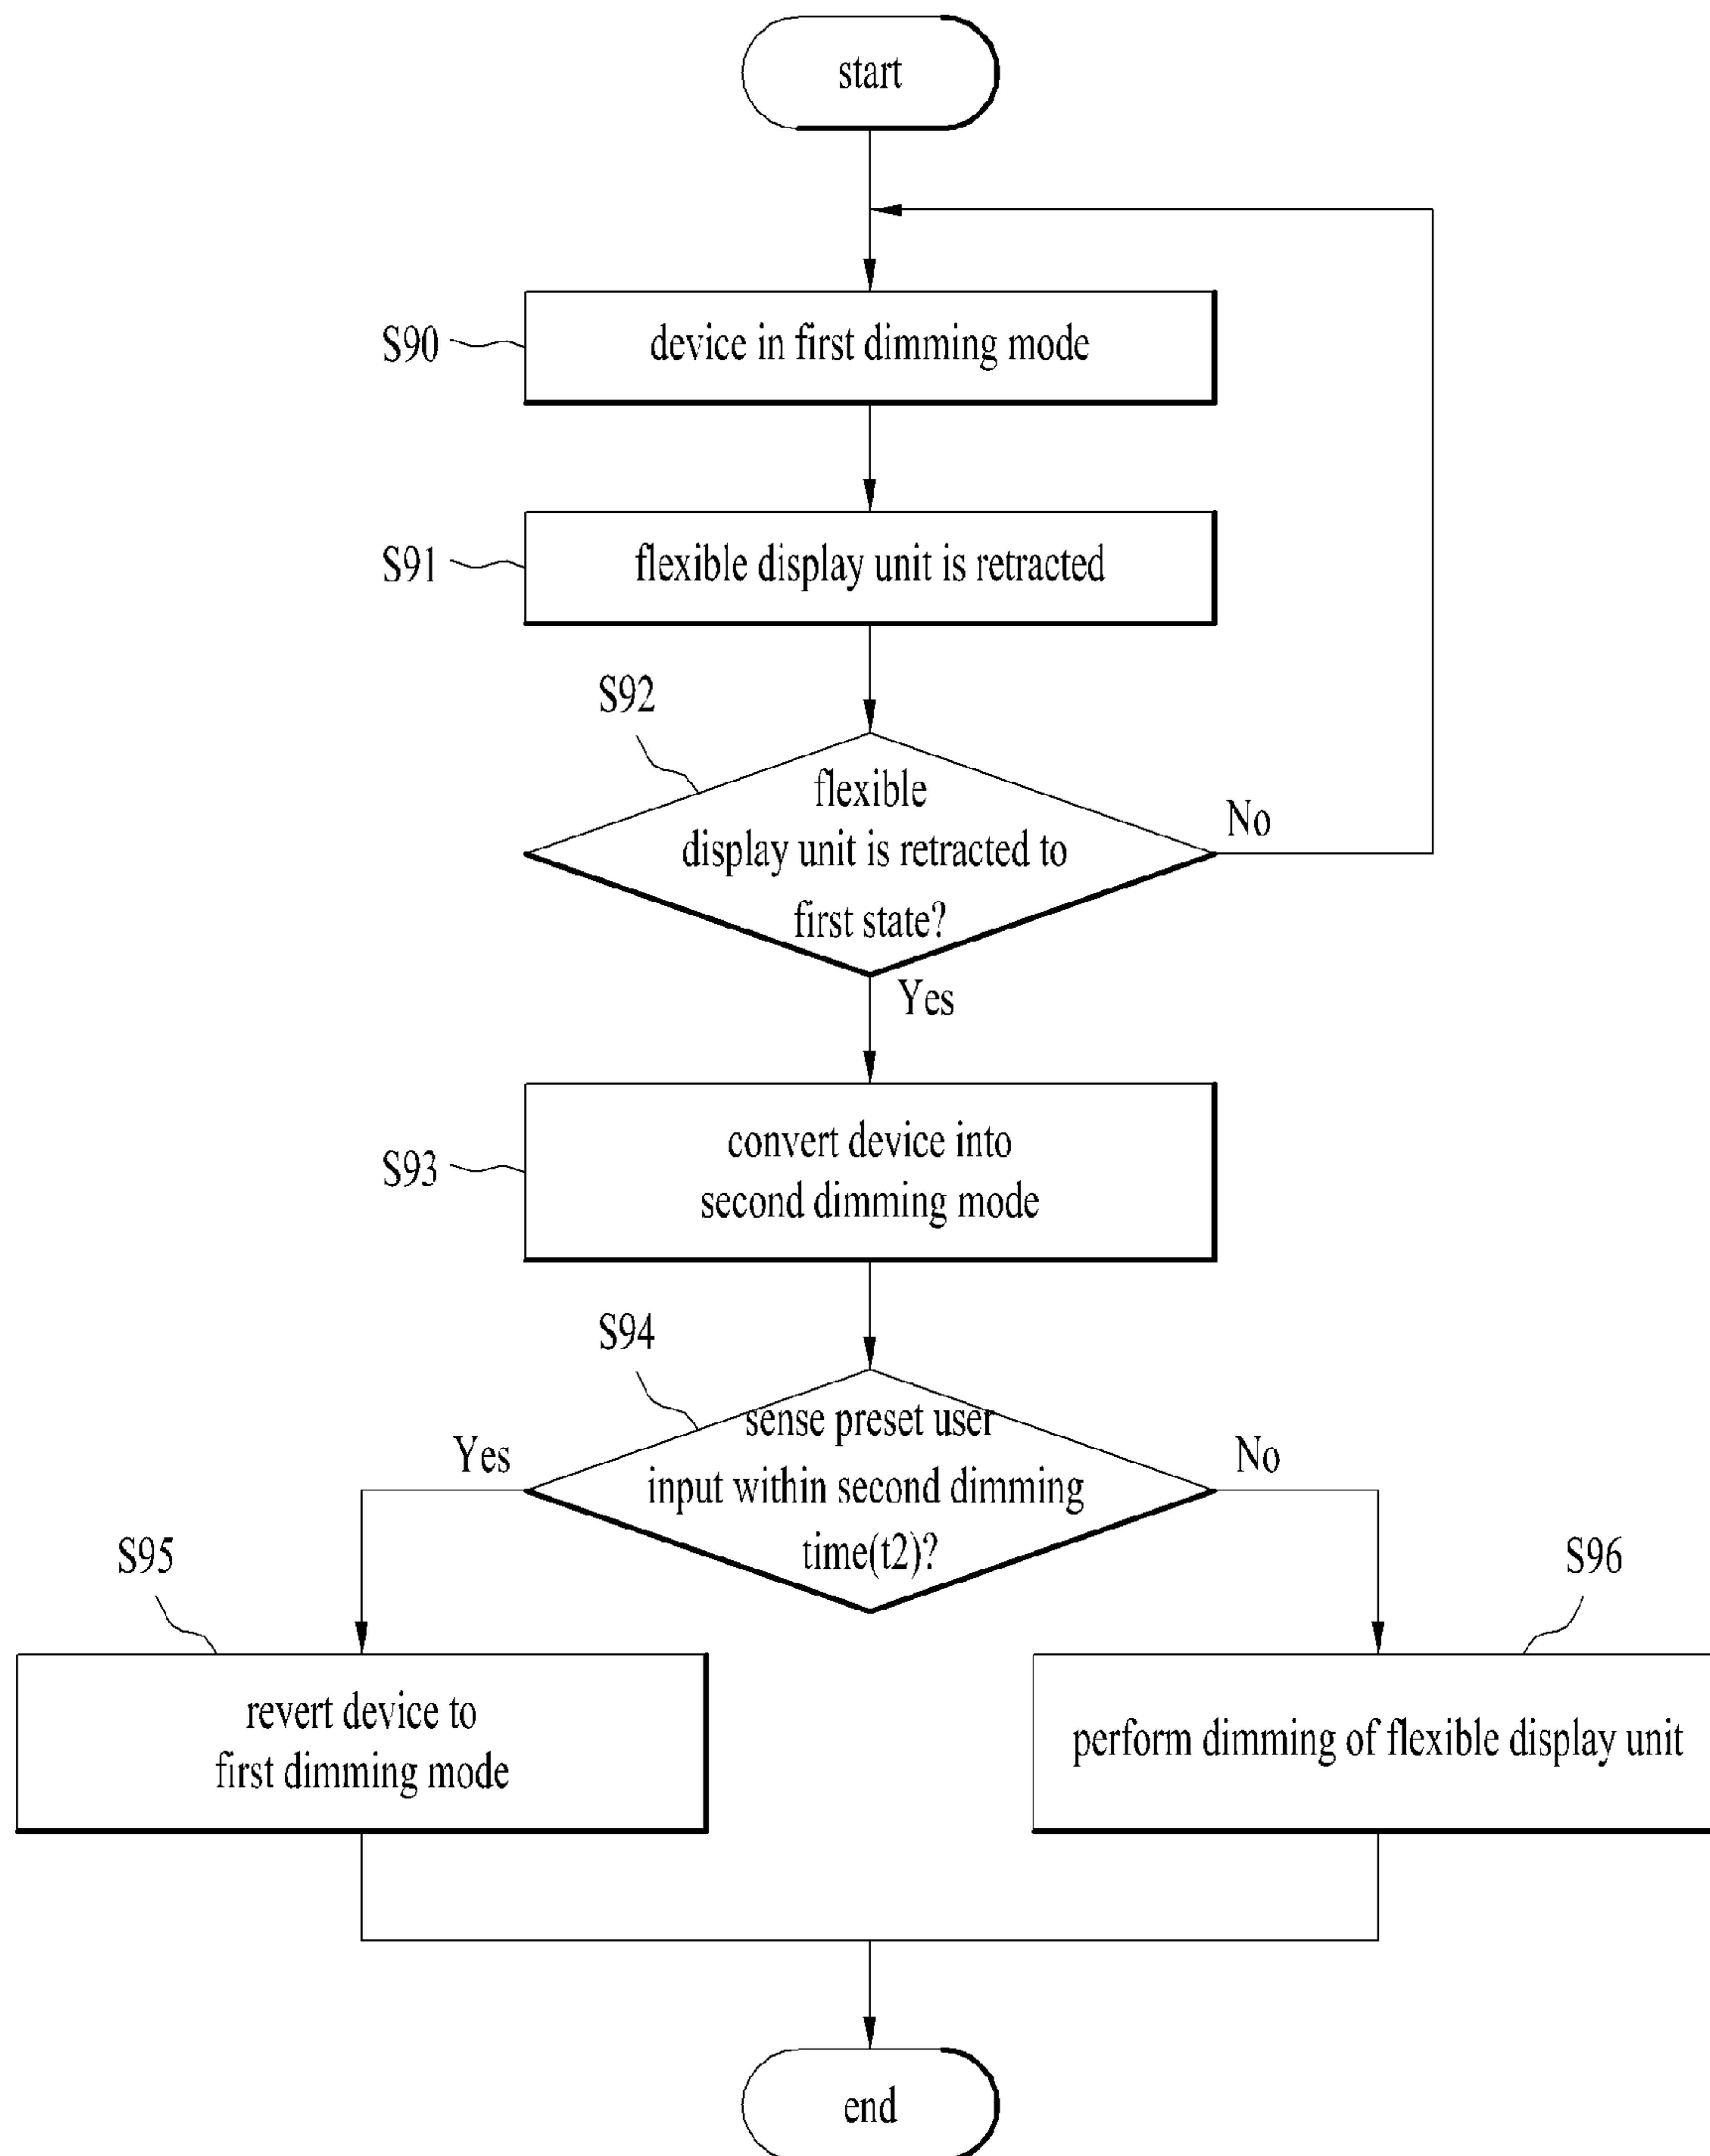 start
S90
device in first dimming mode
S91
flexible display unit is retracted
S92
flexible
display unit is retracted to
first state?
No
Yes
S93
convert device into
second dimming mode
S94
sense preset user
input within second dimming
time(t2)?
Yes
No
S95
revert device to
first dimming mode
S96
perform dimming of flexible display unit
end